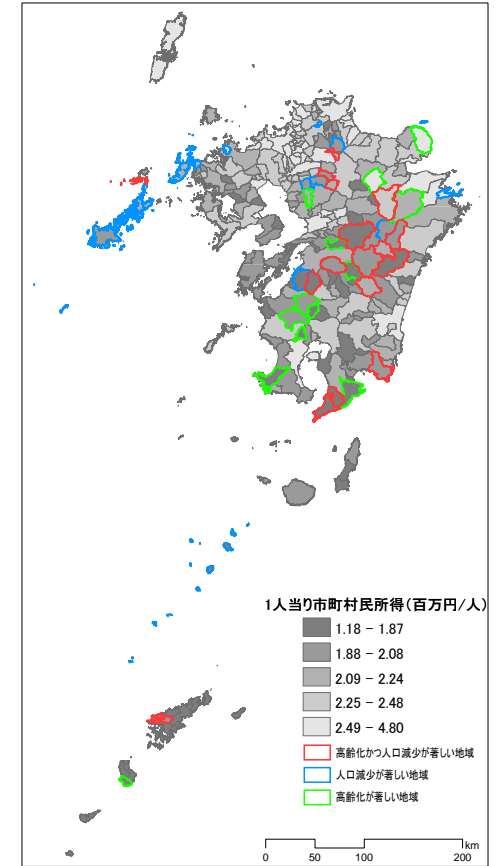 1人当り市町村民所得(百万円/人)
1.18 - 1.87
1.88 - 2.08
2.09 - 2.24
2.25 - 2.48
2.49 - 4.80
高齢化かつ人口減少が著しい地域
人口減少が著しい地域
高齢化が著しい地域
km
0 50 100 200